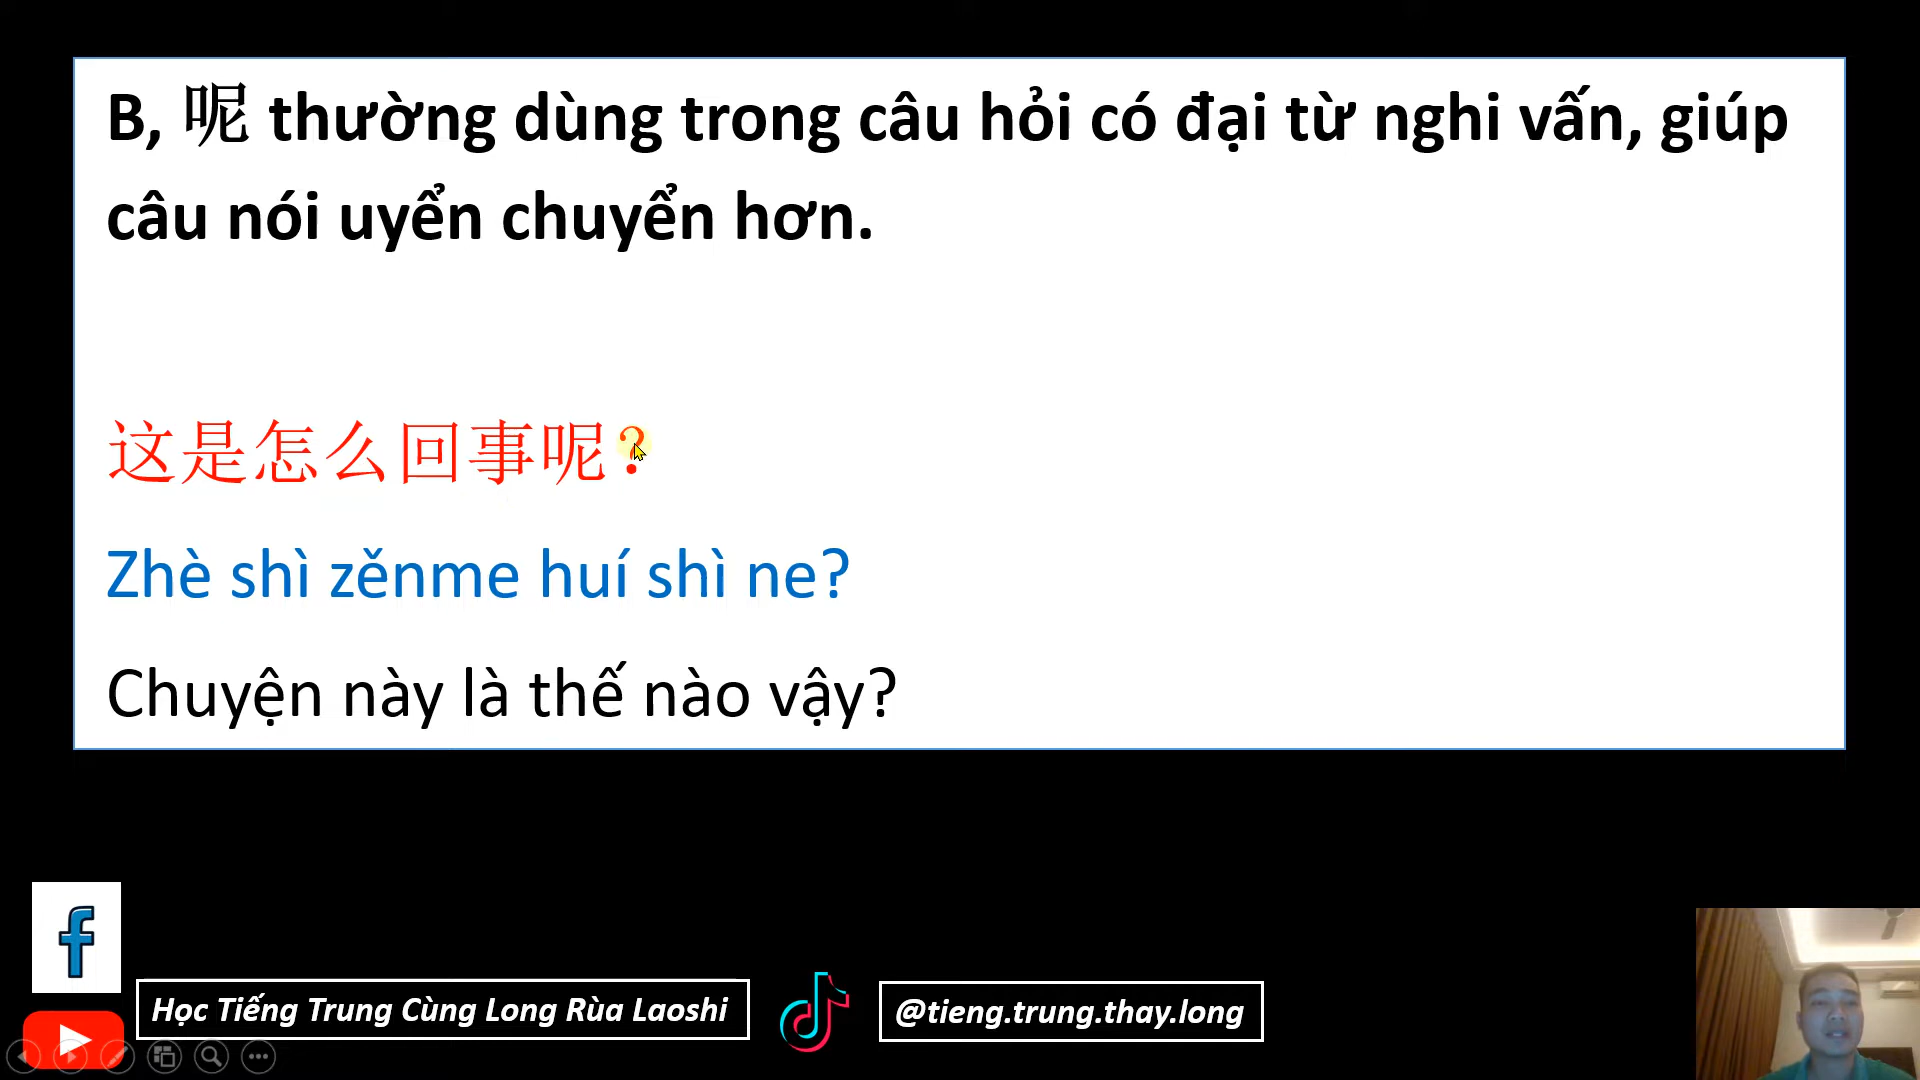 B, 呢 thường dùng trong câu hỏi có đại từ nghi vấn, giúp
câu nói uyển chuyển hơn.
这是怎么回事呢?
Zhè shì zěnme huí shì ne?
Chuyện này là thế nào vậy?
Học Tiếng Trung Cùng Long Rùa Laoshi
@tieng.trung.thay.long